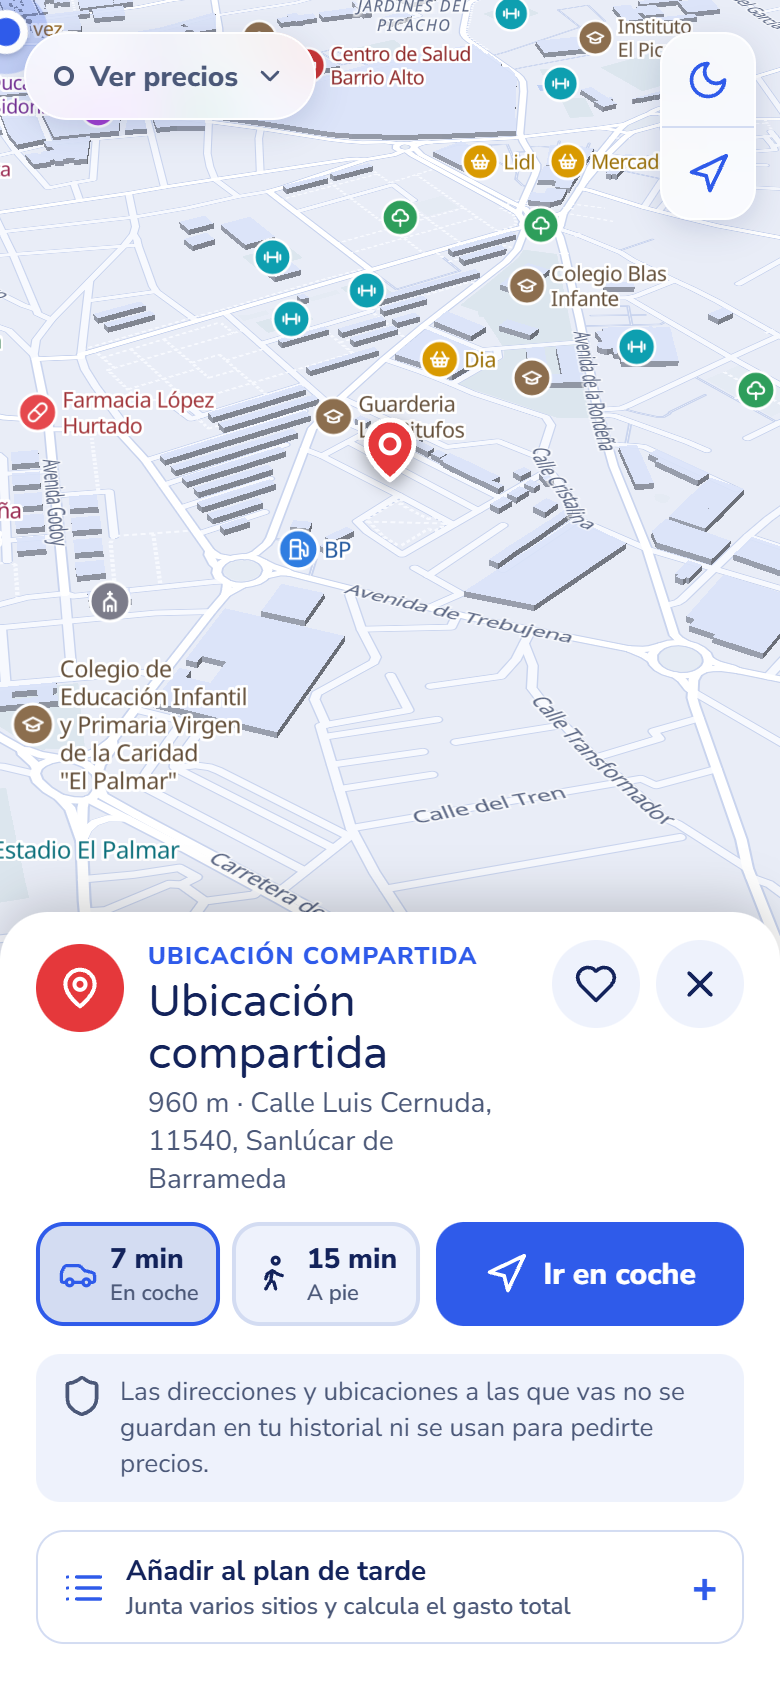 JARDINES DEL
PICACHO
vez
Instituto
El Pic
Ver precios
Centro de Salud
Barrio Alto
Duca
Sidon
Lidl
Mercad
a
Colegio Blas
Infante
Avenida de la Rondeña
Dia
Farmacia López
Hurtado
Guarderia
L
itufos
Calle Cristalina
Avenida Godoy
ña
BP
Avenida de Trebujena
Colegio de
Educación Infantil
y Primaria Virgen
de la Caridad
"El Palmar"
Calle Transformador
Calle del Tren
Estadio El Palmar
Carretera de
UBICACIÓN COMPARTIDA
Ubicación
compartida
960 m · Calle Luis Cernuda,
11540, Sanlúcar de
Barrameda
7 min
En coche
15 min
A pie
Ir en coche
Las direcciones y ubicaciones a las que vas no se
guardan en tu historial ni se usan para pedirte
precios.
Añadir al plan de tarde
Junta varios sitios y calcula el gasto total
+